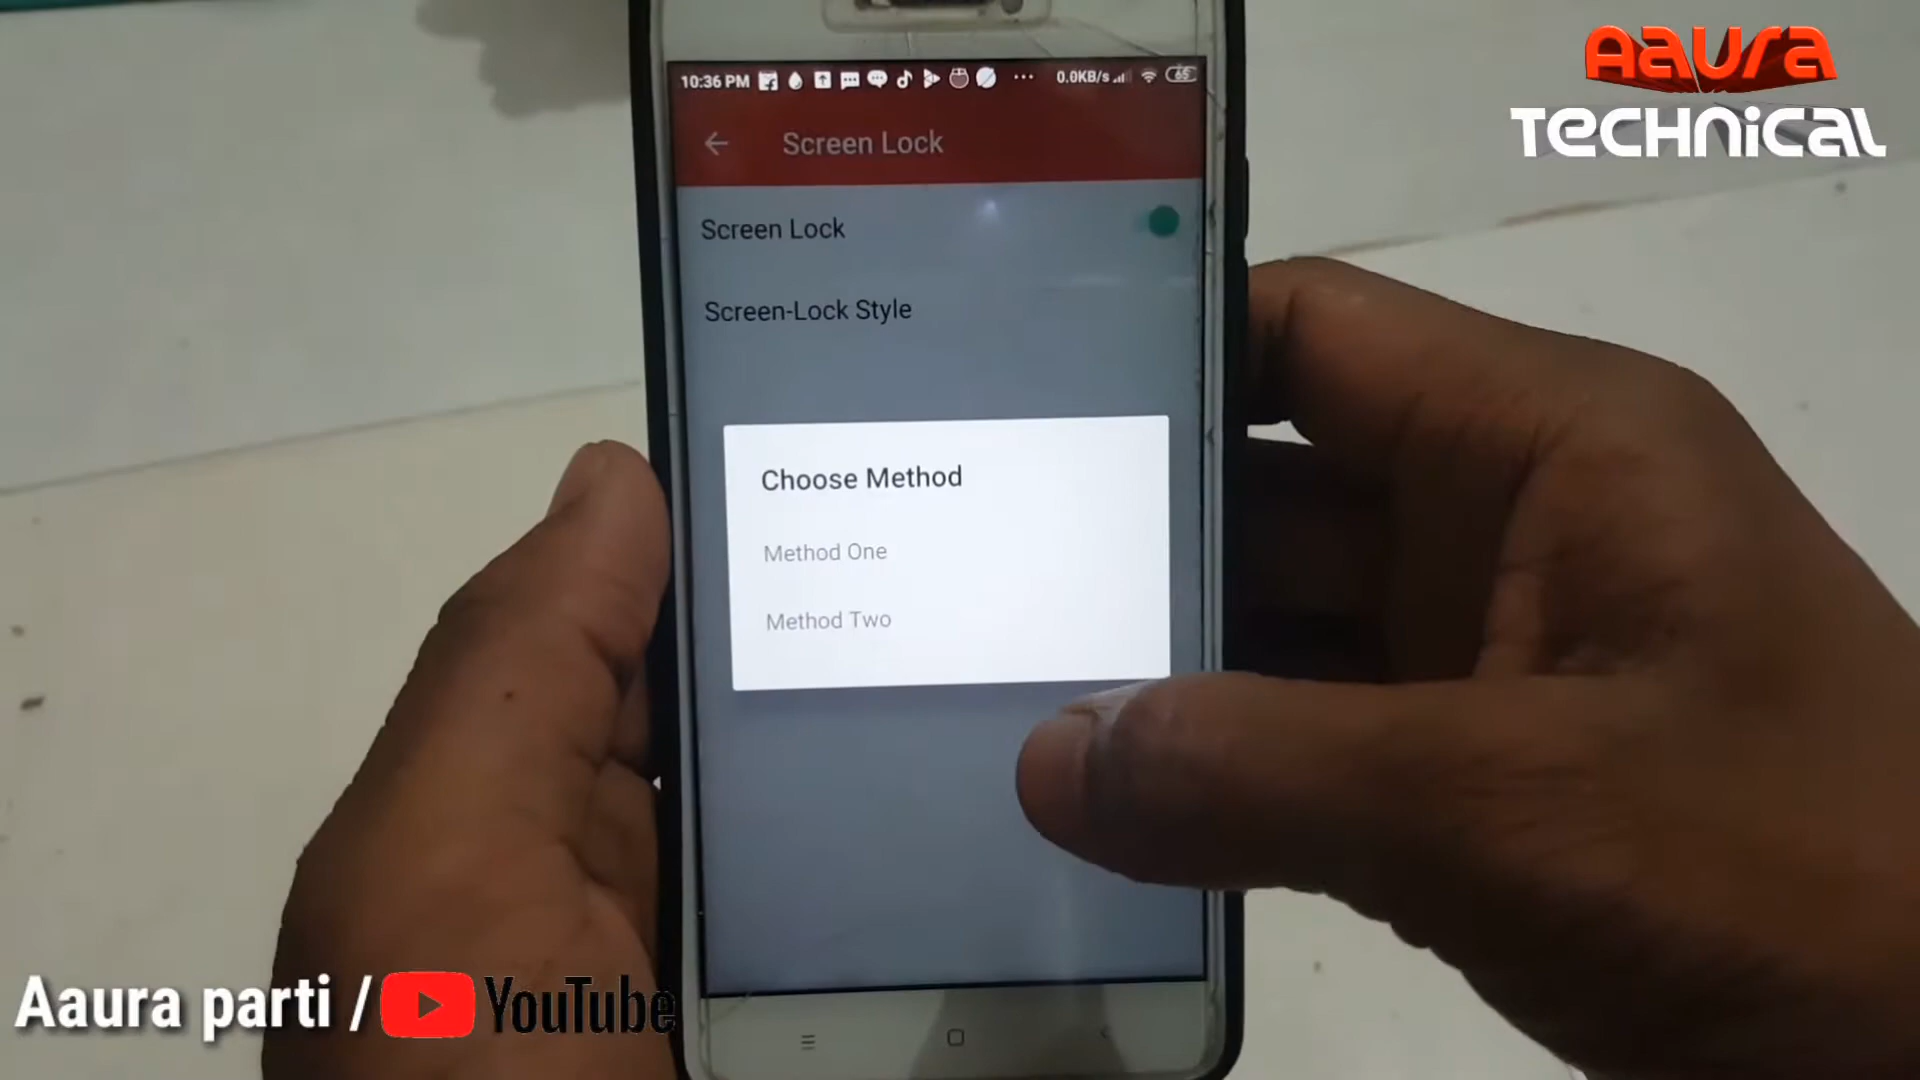 Aaura
TECHNiCAL
10:36 PM
0.0KB/s
65
Screen Lock
Screen Lock
Screen-Lock Style
Choose Method
Method One
Method Two
Aaura parti / YouTube